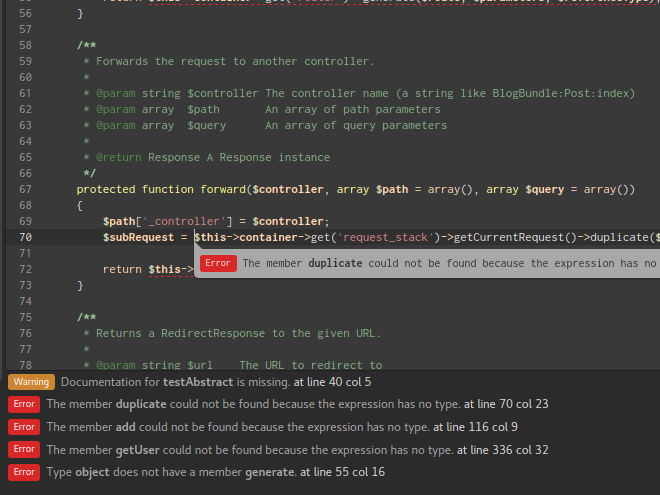 56 }
57
58 /**
59 * Forwards the request to another controller.
60 *
61 * @param string $controller The controller name (a string like BlogBundle:Post:index)
62 * @param array $path An array of path parameters
63 * @param array $query An array of query parameters
64 *
65 * @return Response A Response instance
66 */
67 protected function forward($controller, array $path = array(), array $query = array())
68 {
69 $path['_controller'] = $controller;
70 $subRequest = $this->container->get('request_stack')->getCurrentRequest()->duplicate($
71 Error The member duplicate could not be found because the expression has no
72 return $this->
73 }
74
75 /**
76 * Returns a RedirectResponse to the given URL.
77 *
78 * @param string $url The URL to redirect to
Warning Documentation for testAbstract is missing. at line 40 col 5
Error The member duplicate could not be found because the expression has no type. at line 70 col 23
Error The member add could not be found because the expression has no type. at line 116 col 9
Error The member getUser could not be found because the expression has no type. at line 336 col 32
Error Type object does not have a member generate. at line 55 col 16